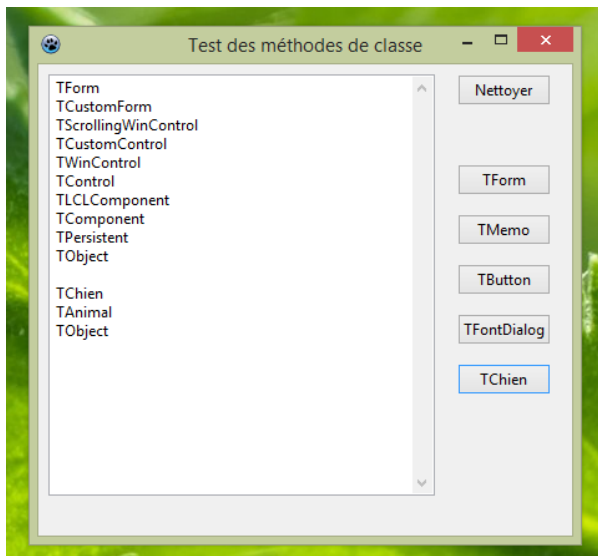 Test des méthodes de classe
TForm
TCustomForm
TScrollingWinControl
TCustomControl
TWinControl
TControl
TLCLComponent
TComponent
TPersistent
TObject
TChien
TAnimal
TObject
Nettoyer
TForm
TMemo
TButton
TFontDialog
TChien